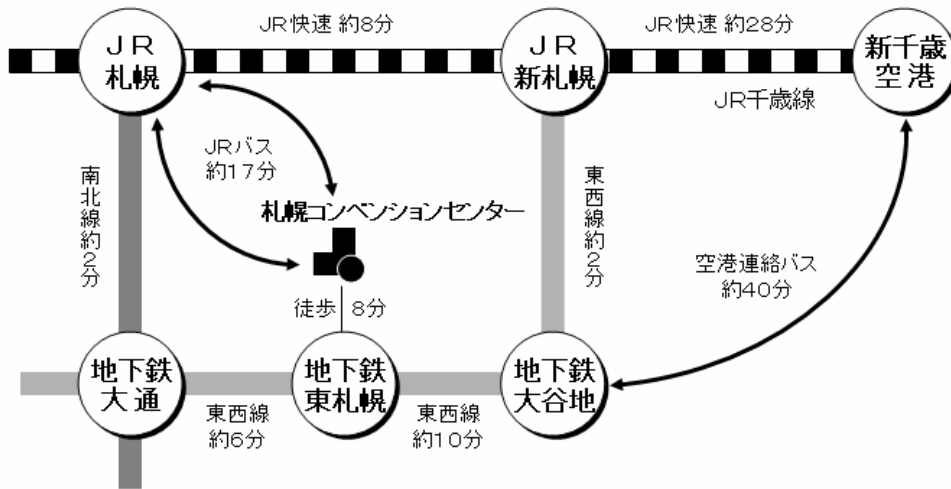 JR快速 約8分
JR快速 約28分
JR
札幌
JR
新札幌
新千歳
空港
JR千歳線
JRバス
約17分
南北線約2分
札幌コンベンションセンター
東西線約2分
空港連絡バス
約40分
徒歩 8分
地下鉄
大通
地下鉄
東札幌
地下鉄
大谷地
東西線
約6分
東西線
約10分